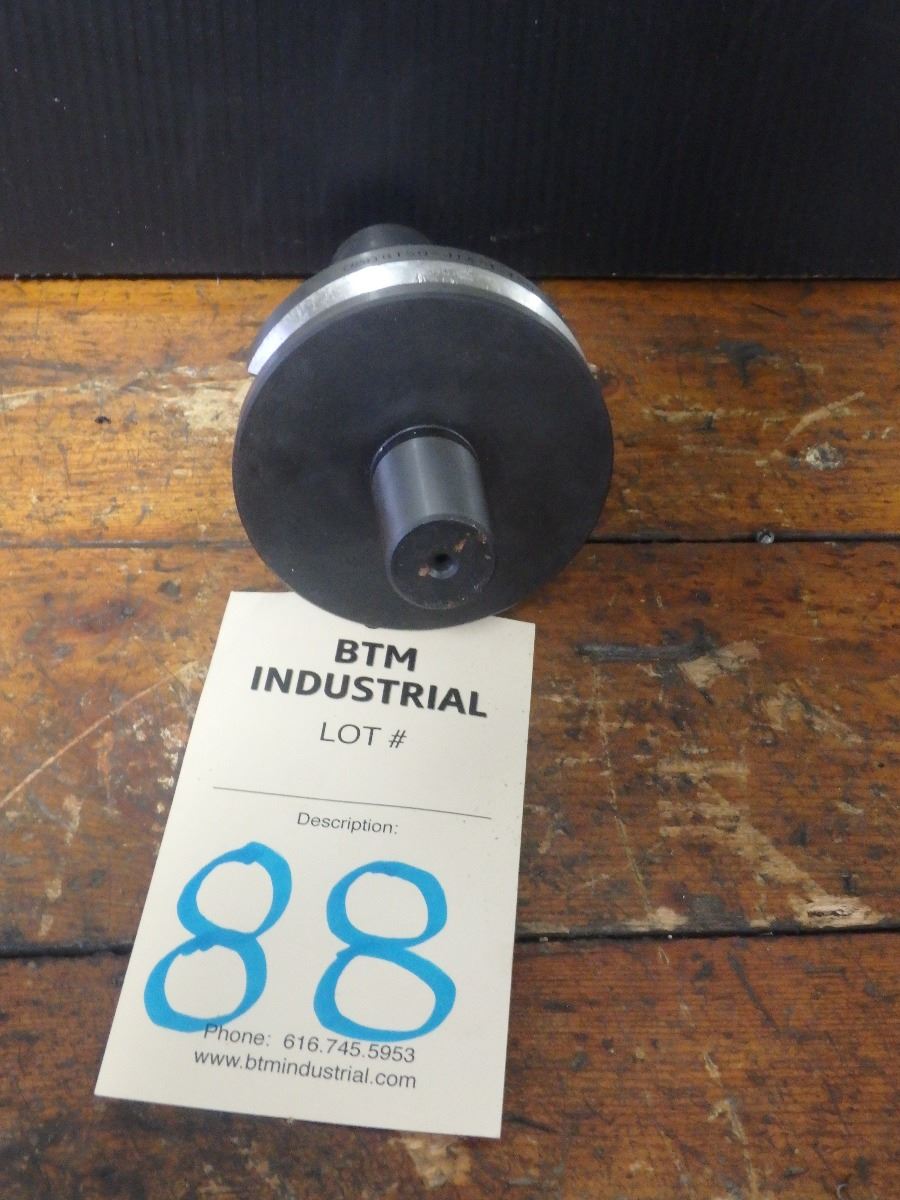 BTM
INDUSTRIAL
LOT #
Description:
88
Phone: 616.745.5953
www.btmindustrial.com